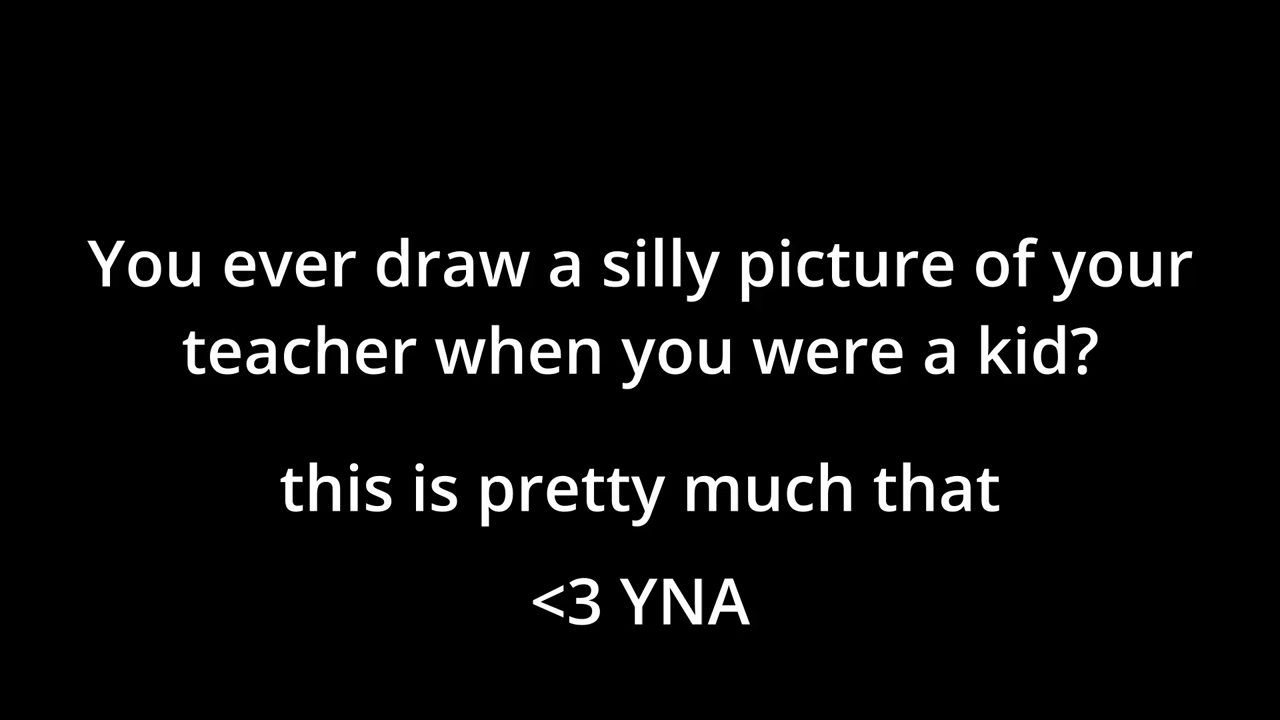 You ever draw a silly picture of your
teacher when you were a kid?
this is pretty much that
<3 YNA